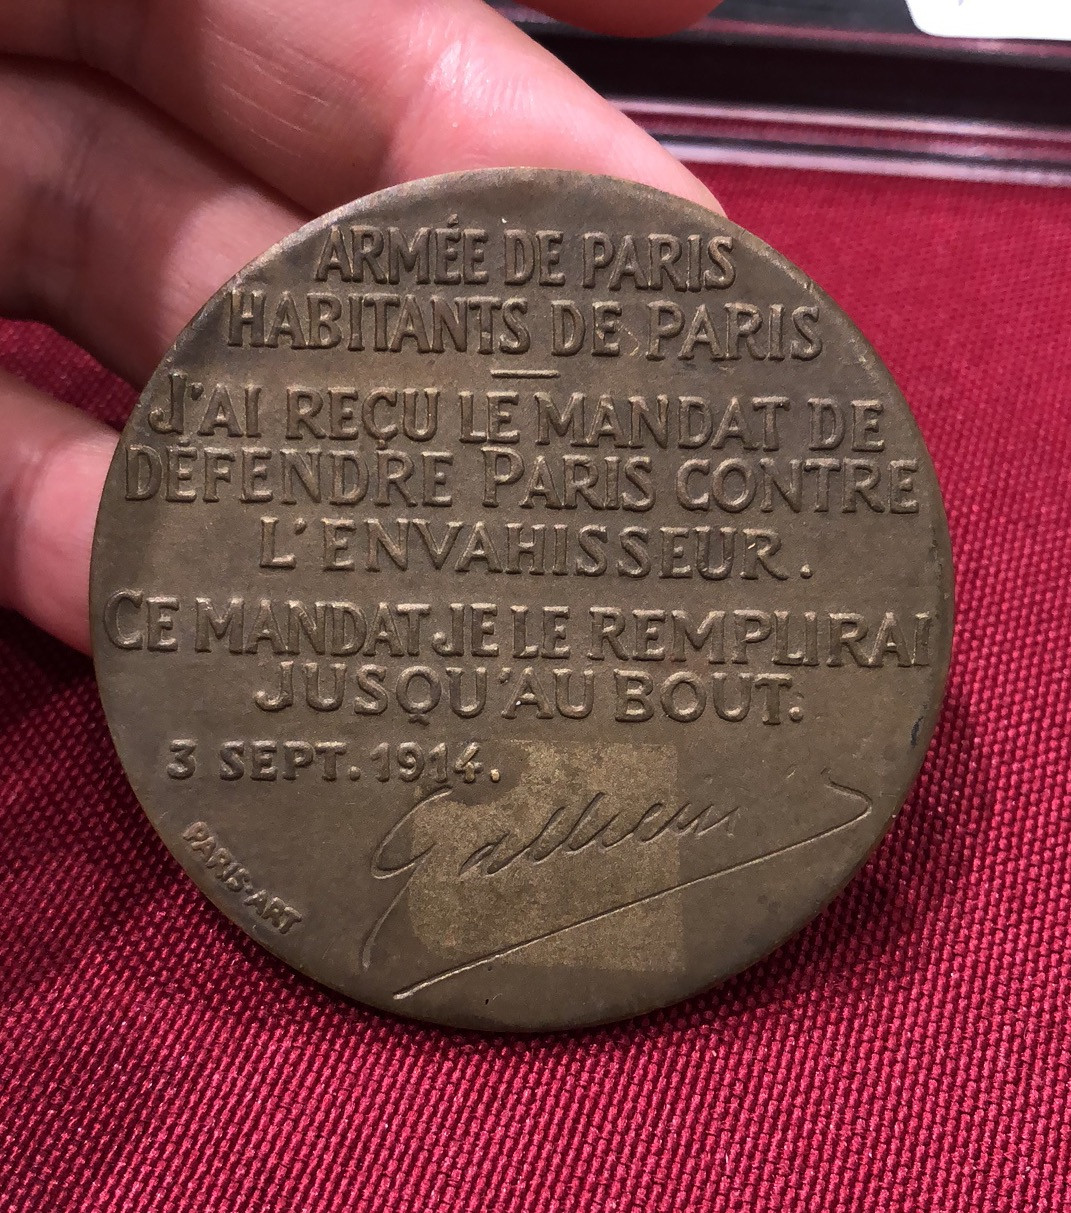 ARMÉE DE PARIS
HABITANTS DE PARIS
J'AI REÇU LE MANDAT DE
DÉFENDRE PARIS CONTRE
L'ENVAHISSEUR.
CE MANDAT JE LE REMPLIRAI
JUSQU'AU BOUT.
3 SEPT. 1914.
Gallieni
PARIS-ART